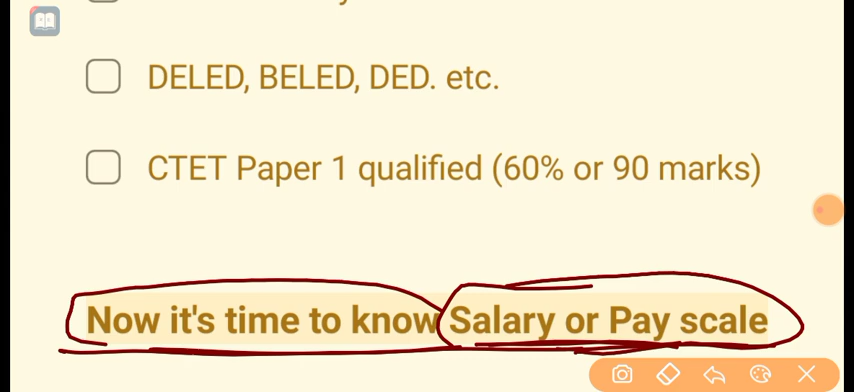 DELED, BELED, DED. etc.
CTET Paper 1 qualified (60% or 90 marks)
Now it's time to know Salary or Pay scale